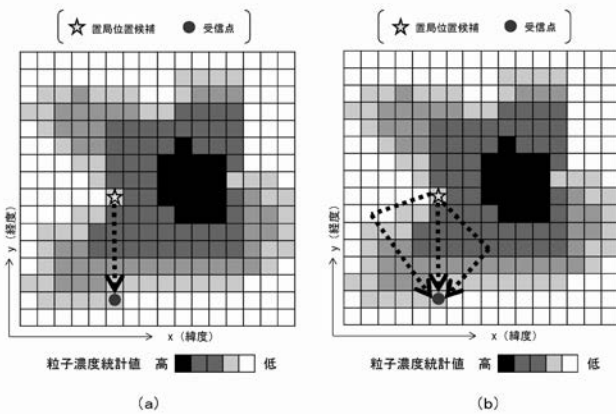 ☆ 置局位置候補 ● 受信点
☆ 置局位置候補 ● 受信点
y（経度）
x（緯度）
y（経度）
x（緯度）
粒子濃度統計値 高 低
粒子濃度統計値 高 低
(a)
(b)